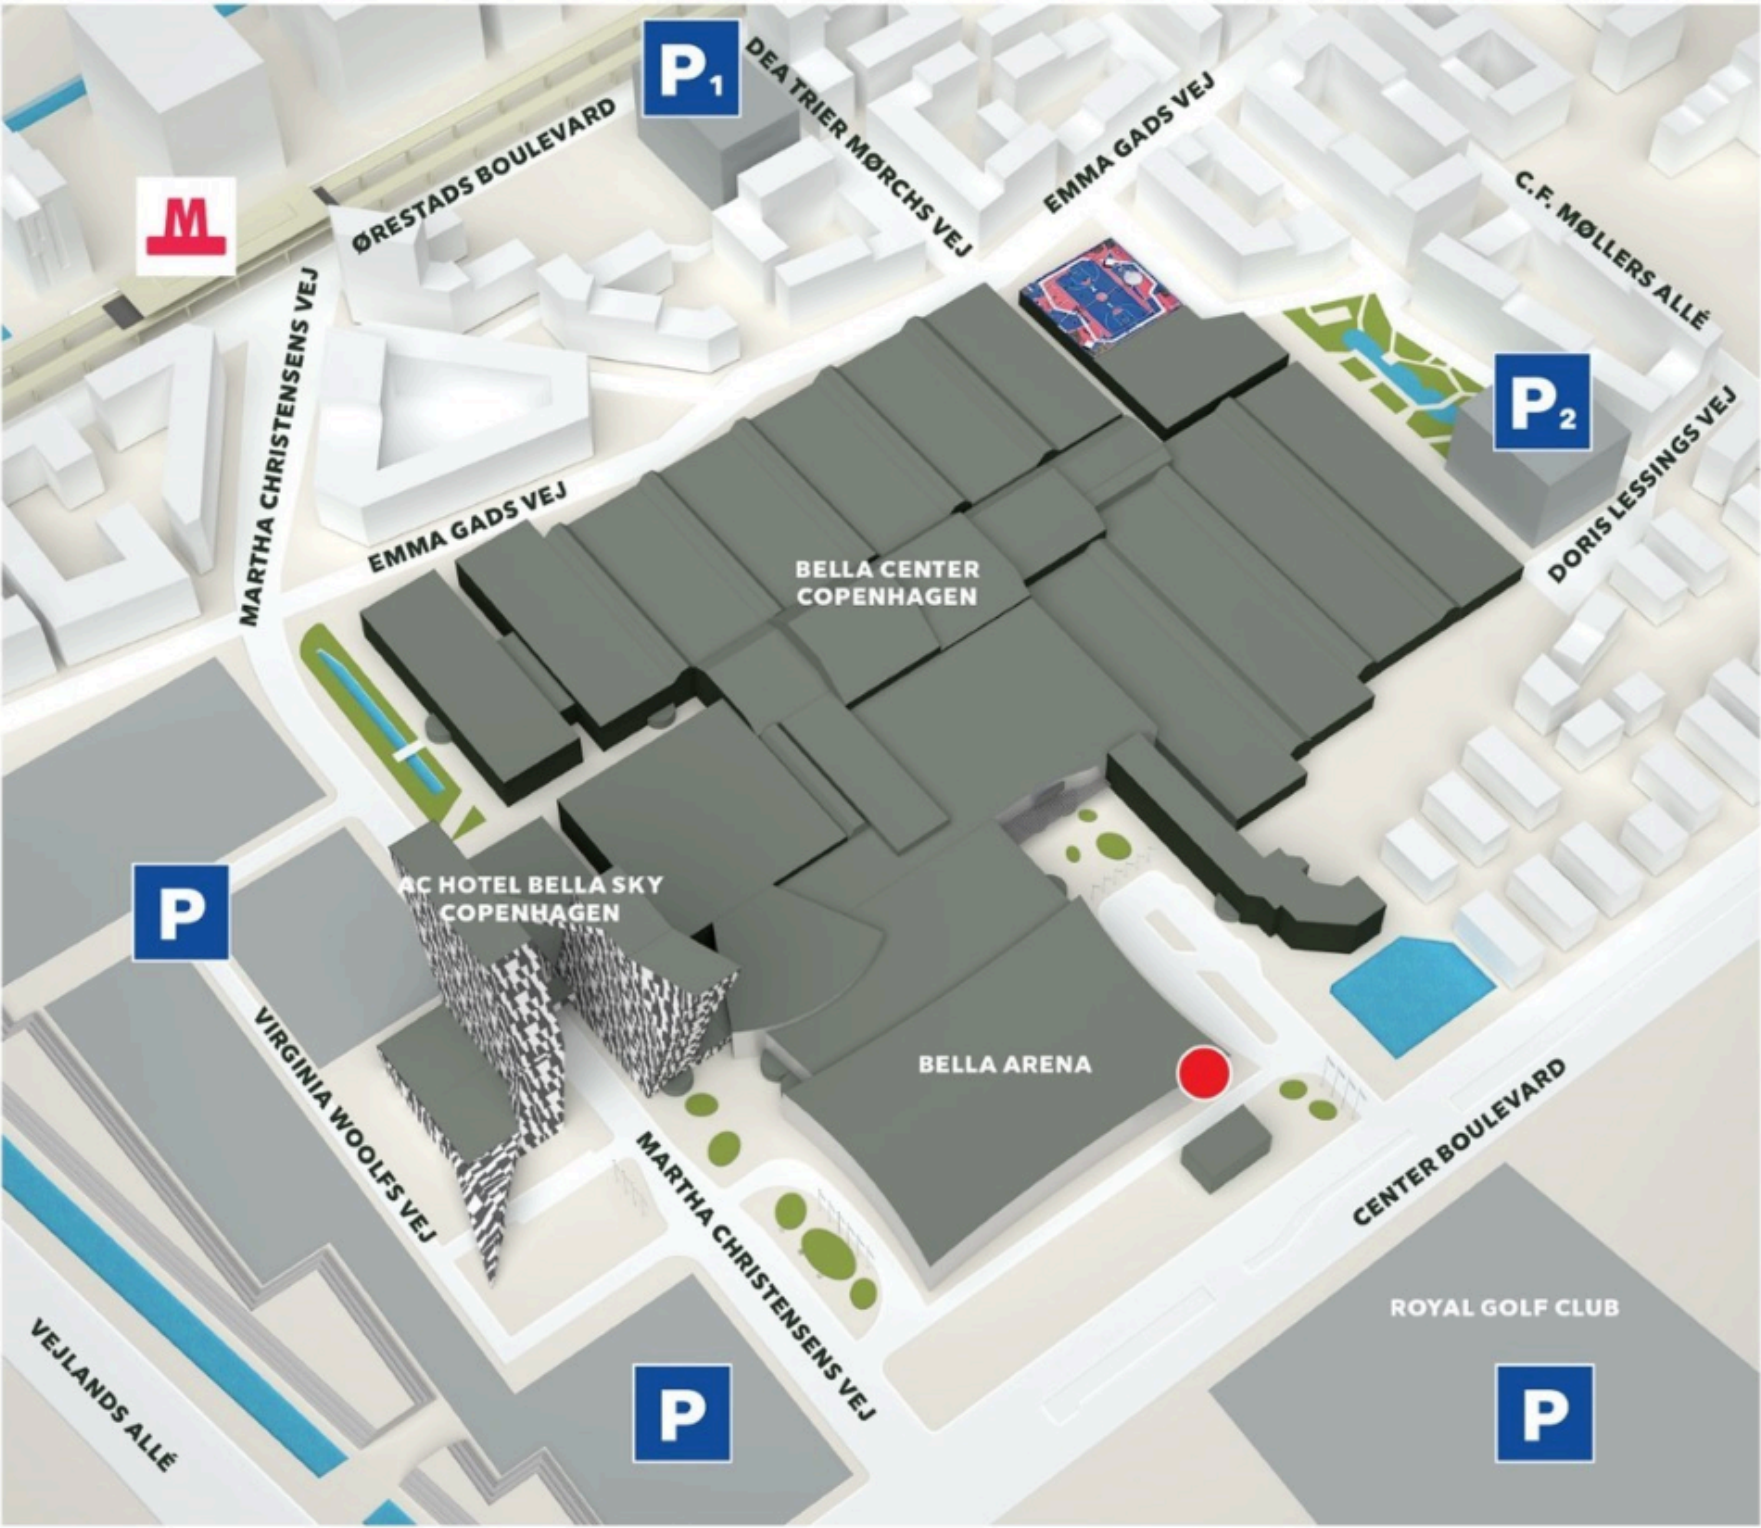 P1
DEA TRIER MØRCHS VEJ
ØRESTADS BOULEVARD
EMMA GADS VEJ
C.F. MØLLERS ALLÉ
M
MARTHA CHRISTENSENS VEJ
P2
DORIS LESSINGS VEJ
EMMA GADS VEJ
BELLA CENTER
COPENHAGEN
AC HOTEL BELLA SKY
COPENHAGEN
P
VIRGINIA WOOLFS VEJ
BELLA ARENA
CENTER BOULEVARD
MARTHA CHRISTENSENS VEJ
VEJLANDS ALLÉ
ROYAL GOLF CLUB
P
P